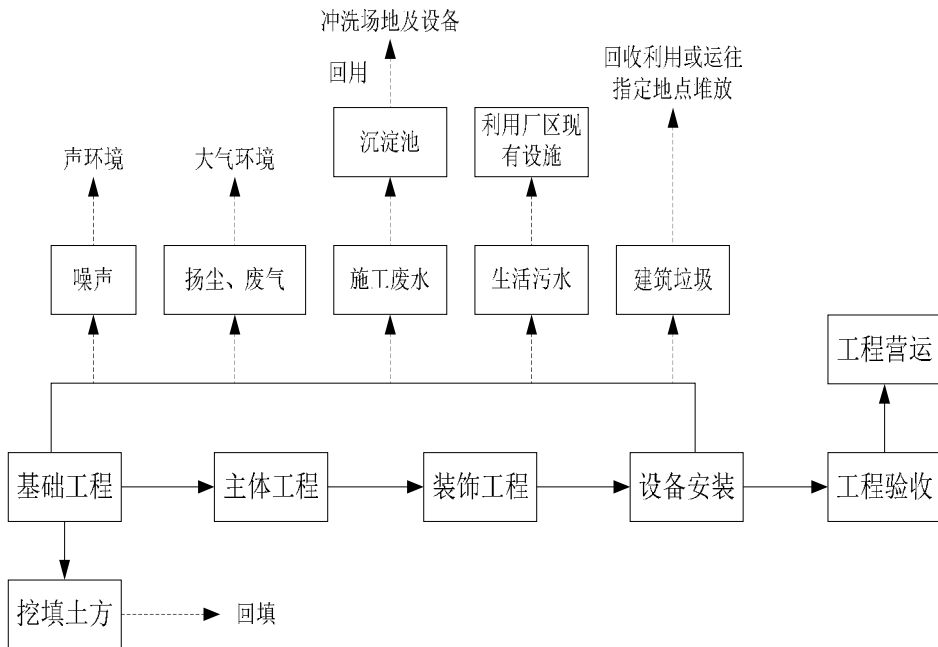 冲洗场地及设备
回用
回收利用或运往
指定地点堆放
沉淀池
利用厂区现
有设施
声环境
大气环境
噪声
扬尘、废气
施工废水
生活污水
建筑垃圾
工程营运
基础工程
主体工程
装饰工程
设备安装
工程验收
挖填土方
回填